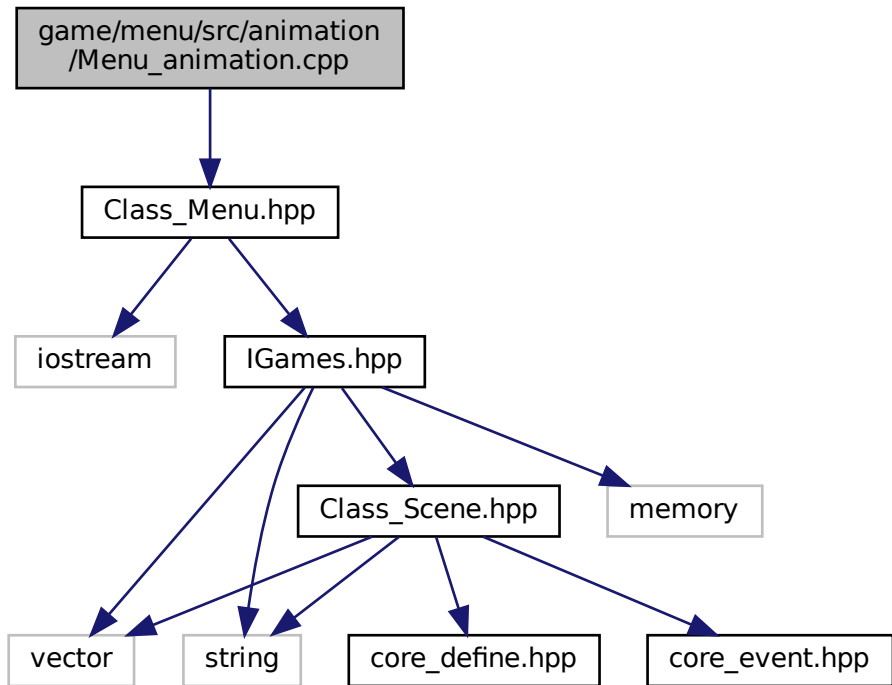 game/menu/src/animation
/Menu_animation.cpp
Class_Menu.hpp
iostream
IGames.hpp
Class_Scene.hpp
memory
vector
string
core_define.hpp
core_event.hpp